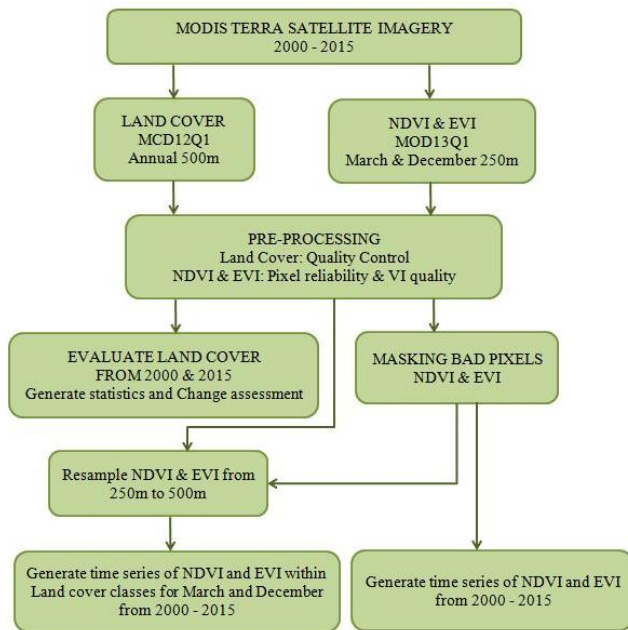 MODIS TERRA SATELLITE IMAGERY
2000 - 2015
LAND COVER
MCD12Q1
Annual 500m
NDVI & EVI
MOD13Q1
March & December 250m
PRE-PROCESSING
Land Cover: Quality Control
NDVI & EVI: Pixel reliability & VI quality
EVALUATE LAND COVER
FROM 2000 & 2015
Generate statistics and Change assessment
MASKING BAD PIXELS
NDVI & EVI
Resample NDVI & EVI from
250m to 500m
Generate time series of NDVI and EVI within
Land cover classes for March and December
from 2000 - 2015
Generate time series of NDVI and EVI
from 2000 - 2015